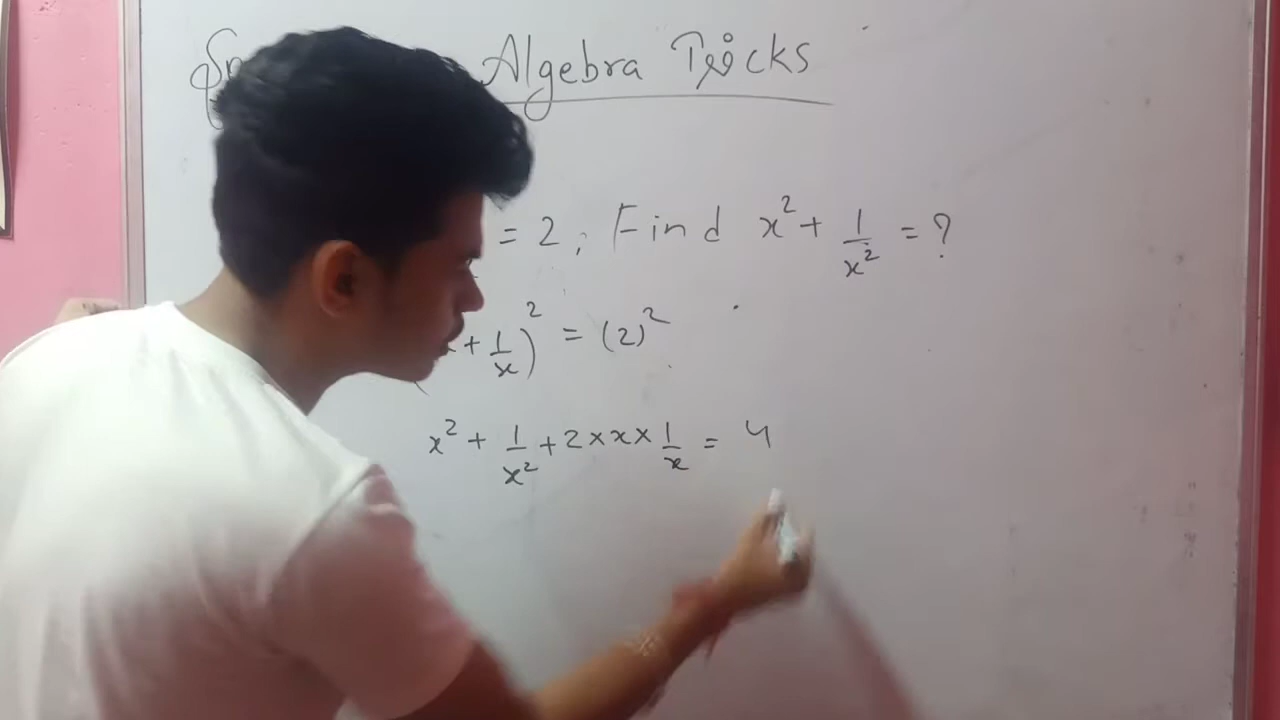 Algebra Tricks
= 2; Find x² + 1/x² = ?
+ 1/x)² = (2)²
x² + 1/x² + 2×x×1/x = 4